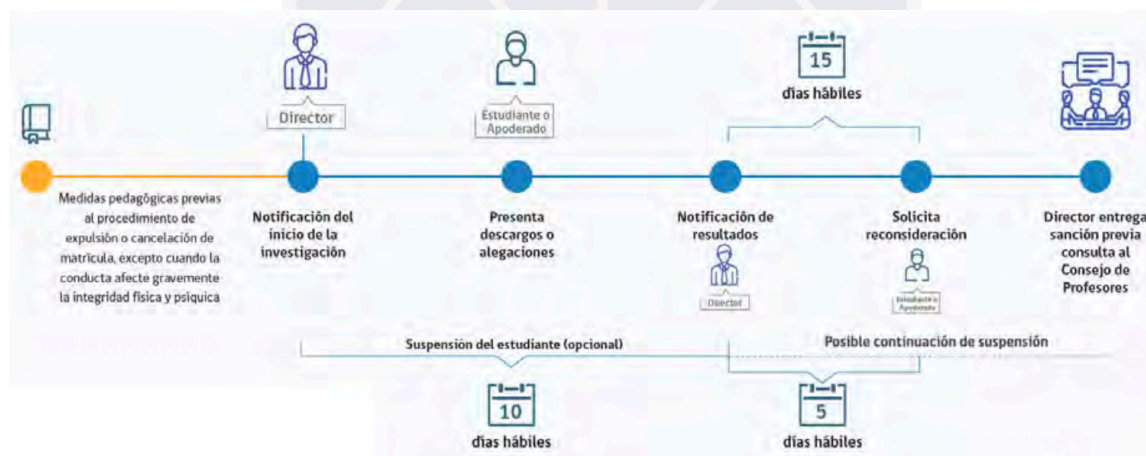 15
días hábiles
Director
Estudiante o
Apoderado
Medidas pedagógicas previas
al procedimiento de
expulsión o cancelación de
matrícula, excepto cuando la
conducta afecte gravemente
la integridad física y psiquica
Notificación del
inicio de la
investigación
Presenta
descargos o
alegaciones
Notificación de
resultados
Director
Solicita
reconsideración
Estudiante o
Apoderado
Director entrega
sanción previa
consulta al
Consejo de
Profesores
Suspensión del estudiante (opcional)
Posible continuación de suspensión
10
días hábiles
5
días hábiles